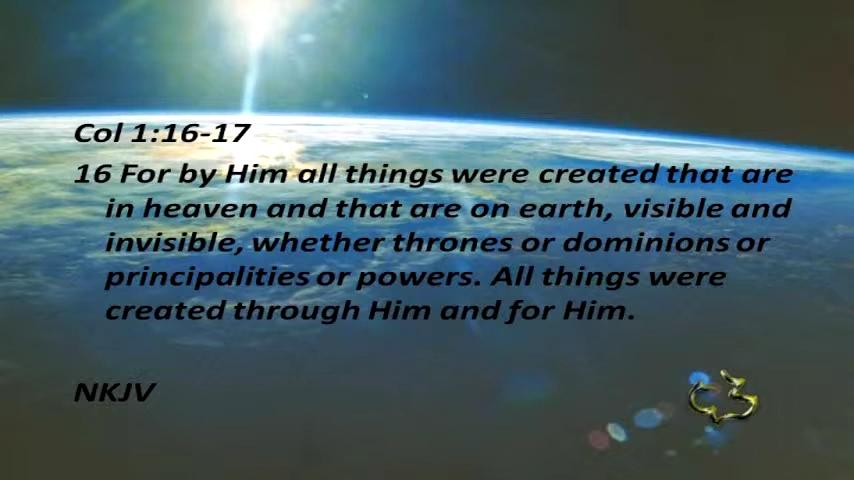 Col 1:16-17
16 For by Him all things were created that are
in heaven and that are on earth, visible and
invisible, whether thrones or dominions or
principalities or powers. All things were
created through Him and for Him.
NKJV